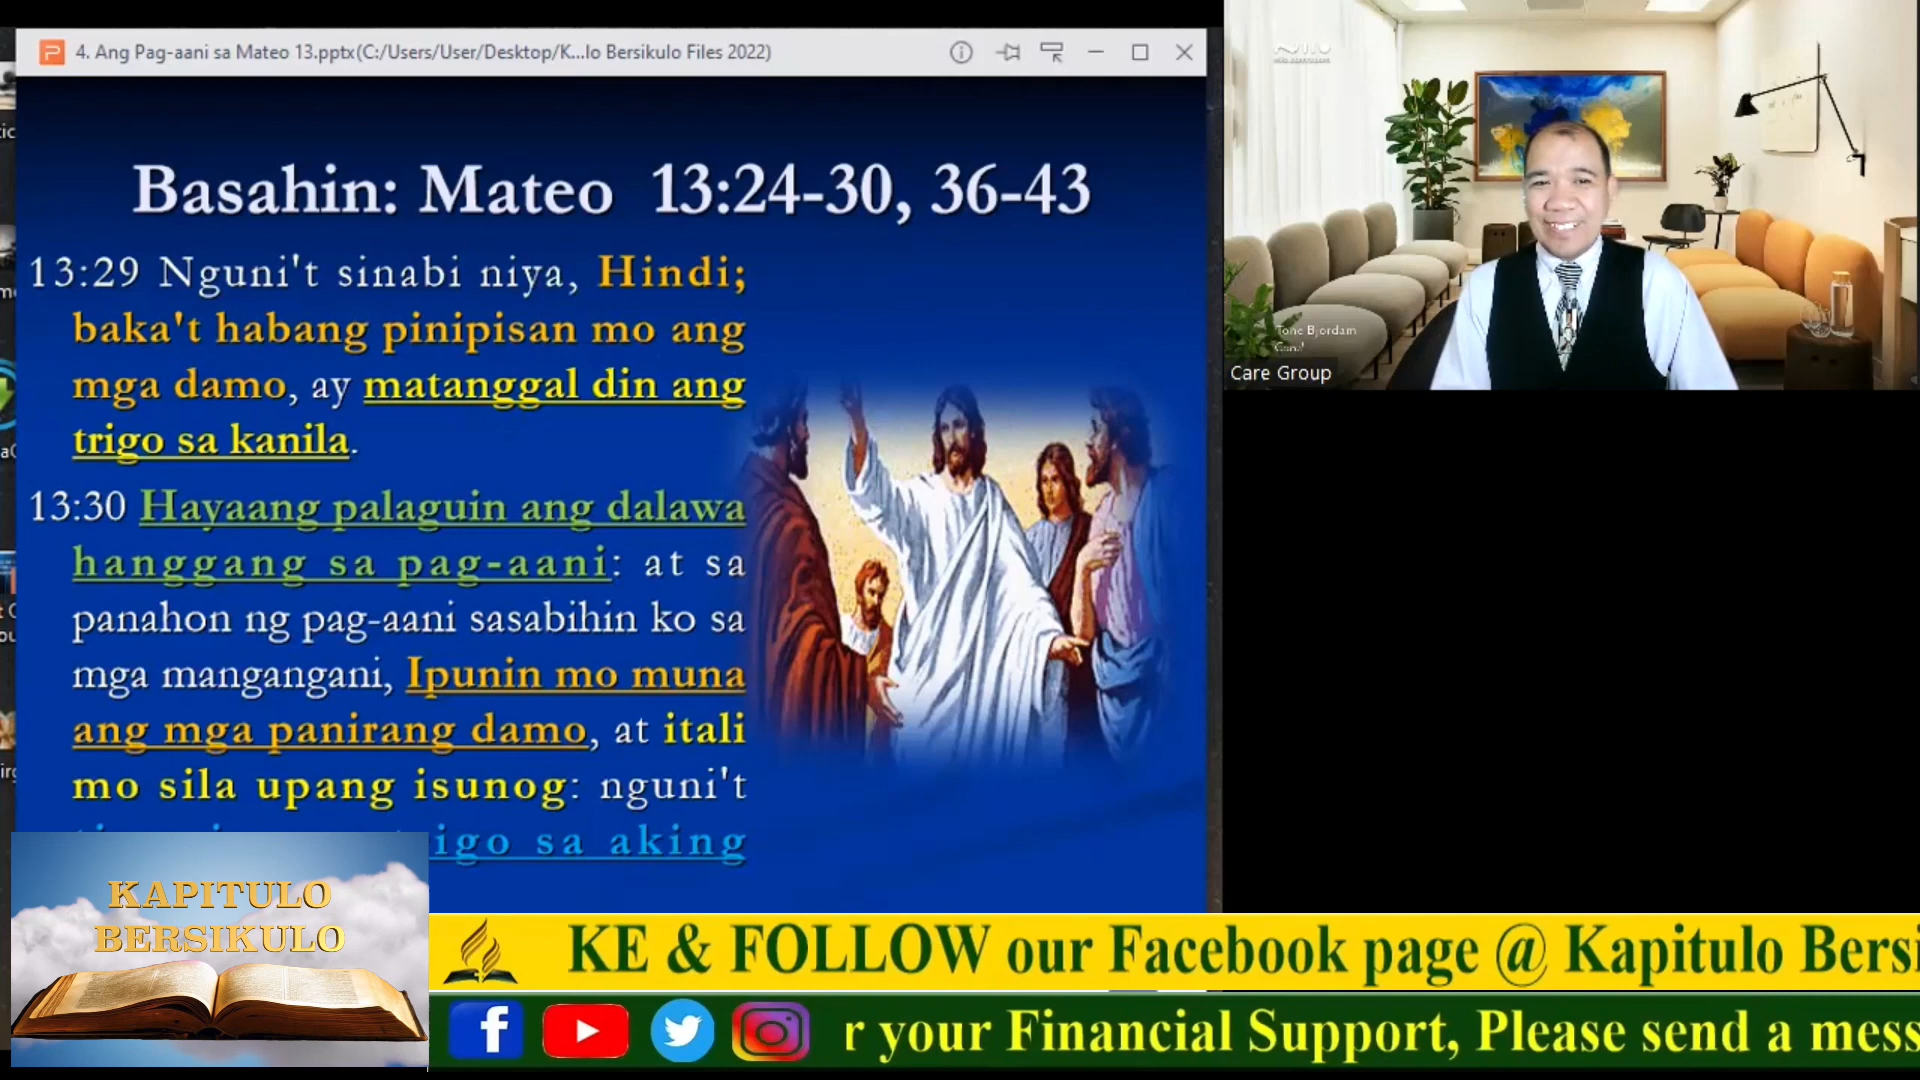 4. Ang Pag-aani sa Mateo 13.pptx(C:/Users/User/Desktop/K...lo Bersikulo Files 2022)
Basahin: Mateo 13:24-30, 36-43
13:29 Nguni't sinabi niya, Hindi;
baka't habang pinipisan mo ang
mga damo, ay matanggal din ang
trigo sa kanila.
13:30 Hayaang palaguin ang dalawa
hanggang sa pag-aani: at sa
panahon ng pag-aani sasabihin ko sa
mga mangangani, Ipunin mo muna
ang mga panirang damo, at itali
mo sila upang isunog: nguni't
sa aking
Tone Bjordam
Care Group
KAPITULO
BERSIKULO
KE & FOLLOW our Facebook page @ Kapitulo Bersi
r your Financial Support, Please send a mess